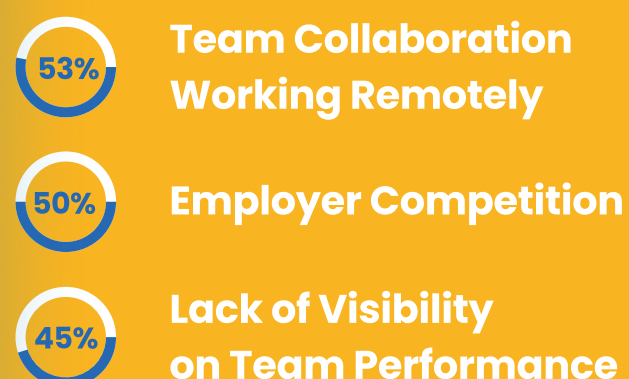 53%
Team Collaboration
Working Remotely
50%
Employer Competition
45%
Lack of Visibility
on Team Performance